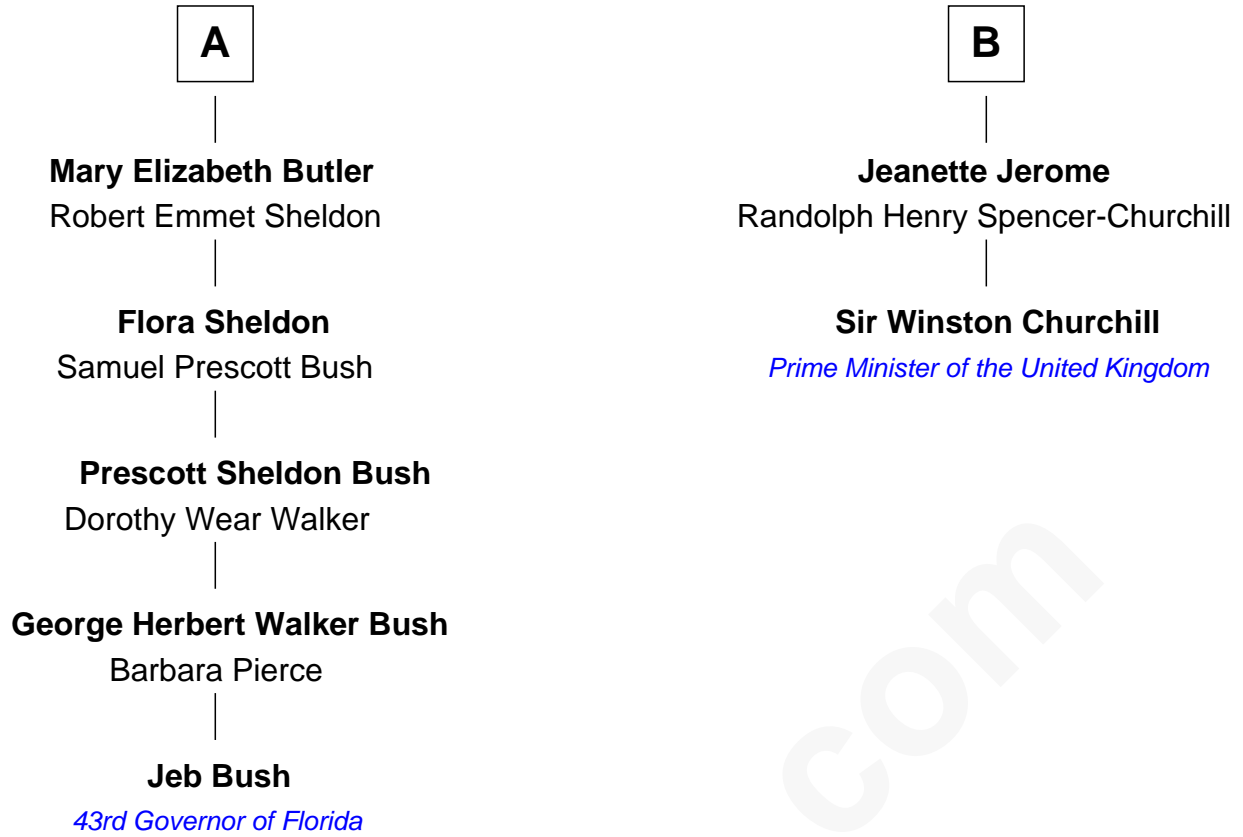 A
Mary Elizabeth Butler
Robert Emmet Sheldon
Flora Sheldon
Samuel Prescott Bush
Prescott Sheldon Bush
Dorothy Wear Walker
George Herbert Walker Bush
Barbara Pierce
Jeb Bush
43rd Governor of Florida
B
Jeanette Jerome
Randolph Henry Spencer-Churchill
Sir Winston Churchill
Prime Minister of the United Kingdom
com